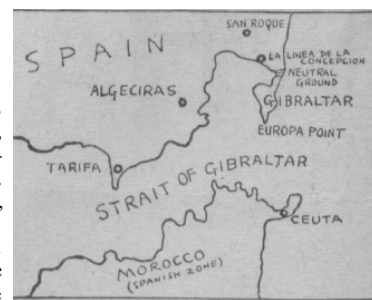 SAN ROQUE
SPAIN
LA LINEA DE LA
CONCEPCION
NEUTRAL
GROUND
ALGECIRAS
GIBRALTAR
EUROPA POINT
TARIFA
STRAIT OF GIBRALTAR
CEUTA
MOROCCO
(SPANISH ZONE)